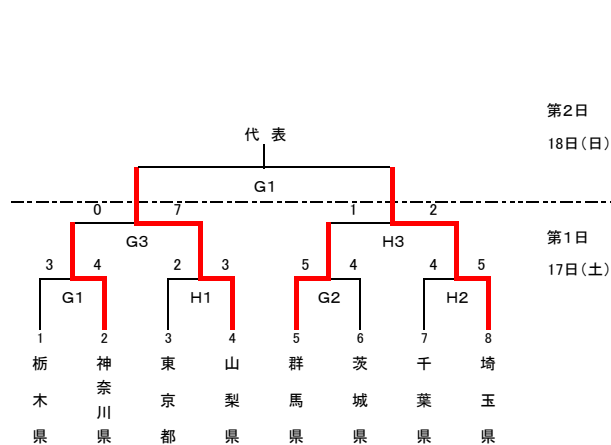 第2日
代 表
18日(日)
G1
0 7 1 2
第1日
G3 H3
3 4 2 3 5 4 4 5
17日(土)
G1 H1 G2 H2
1 2 3 4 5 6 7 8
栃木県
神奈川県
東京都
山梨県
群馬県
茨城県
千葉県
埼玉県